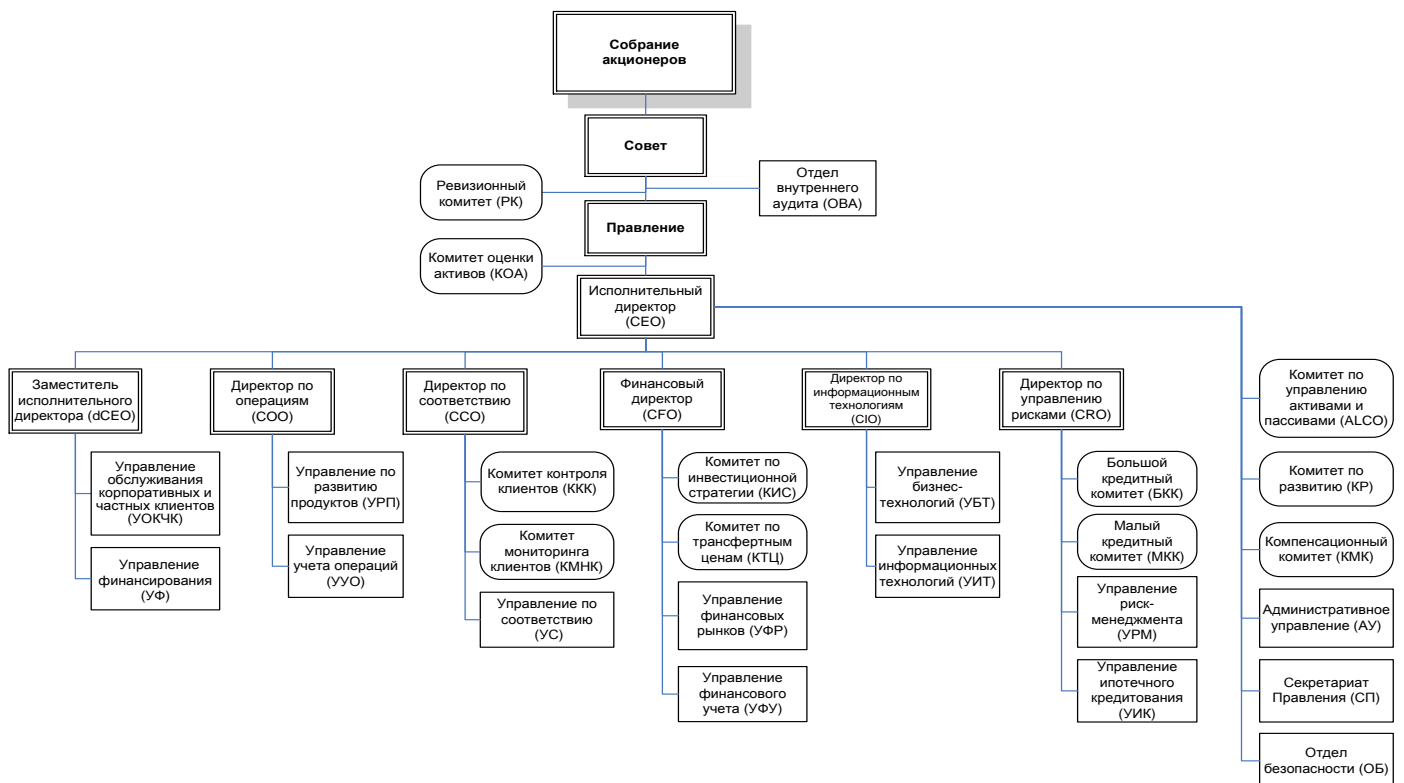 Собрание
акционеров
Совет
Ревизионный
комитет (РК)
Отдел
внутреннего
аудита (ОВА)
Правление
Комитет оценки
активов (КОА)
Исполнительный
директор
(CEO)
Заместитель
исполнительного
директора (dCEO)
Директор по
операциям
(COO)
Директор по
соответствию
(CCO)
Финансовый
директор
(CFO)
Директор по
информационным
технологиям
(CIO)
Директор по
управлению
рисками (CRO)
Комитет по
управлению
активами и
пассивами (ALCO)
Управление
обслуживания
корпоративных и
частных клиентов
(УОКЧК)
Управление
финансирования
(УФ)
Управление по
развитию
продуктов (УРП)
Управление
учета операций
(УУО)
Комитет контроля
клиентов (ККК)
Комитет
мониторинга
клиентов (КМНК)
Управление по
соответствию (УС)
Комитет по
инвестиционной
стратегии (КИС)
Комитет по
трансфертным
ценам (КТЦ)
Управление
финансовых
рынков (УФР)
Управление
финансового
учета (УФУ)
Управление
бизнес-
технологий (УБТ)
Управление
информационных
технологий (УИТ)
Большой
кредитный
комитет (БКК)
Малый
кредитный
комитет (МКК)
Управление
риск-
менеджмента
(УРМ)
Управление
ипотечного
кредитования
(УИК)
Комитет по
развитию (КР)
Компенсационный
комитет (КМК)
Административное
управление (АУ)
Секретариат
Правления (СП)
Отдел
безопасности (ОБ)